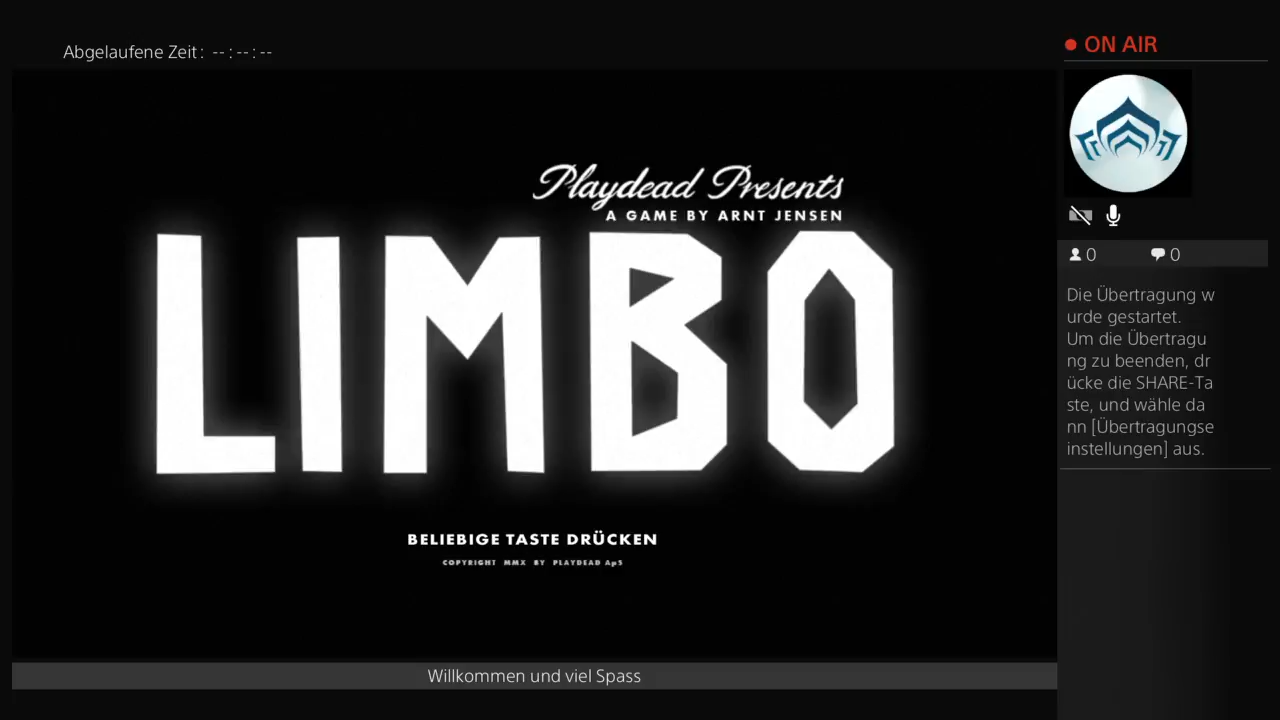 Abgelaufene Zeit: --:--:--
ON AIR
Playdead Presents
A GAME BY ARNT JENSEN
LIMBO
BELIEBIGE TASTE DRÜCKEN
COPYRIGHT MMX BY PLAYDEAD ApS
Willkommen und viel Spass
0 0
Die Übertragung w
urde gestartet.
Um die Übertragu
ng zu beenden, dr
ücke die SHARE-Ta
ste, und wähle da
nn [Übertragungse
instellungen] aus.